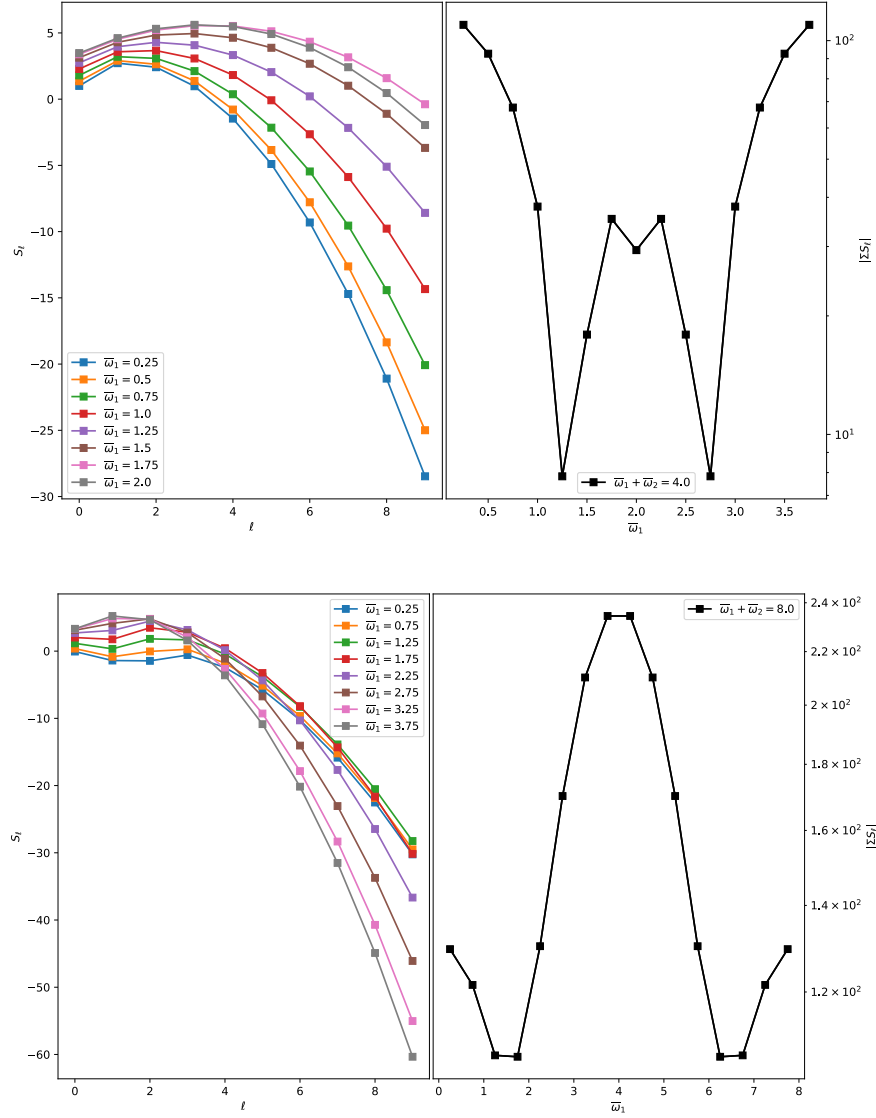 5
0
−5
−10
−15
−20
−25
−30
S_ℓ
0 2 4 6 8
ℓ
ω̅₁ = 0.25
ω̅₁ = 0.5
ω̅₁ = 0.75
ω̅₁ = 1.0
ω̅₁ = 1.25
ω̅₁ = 1.5
ω̅₁ = 1.75
ω̅₁ = 2.0
10²
10¹
|ΣS_ℓ|
0.5 1.0 1.5 2.0 2.5 3.0 3.5
ω̅₁
ω̅₁ + ω̅₂ = 4.0
0
−10
−20
−30
−40
−50
−60
S_ℓ
0 2 4 6 8
ℓ
ω̅₁ = 0.25
ω̅₁ = 0.75
ω̅₁ = 1.25
ω̅₁ = 1.75
ω̅₁ = 2.25
ω̅₁ = 2.75
ω̅₁ = 3.25
ω̅₁ = 3.75
ω̅₁ + ω̅₂ = 8.0
2.4 × 10²
2.2 × 10²
2 × 10²
1.8 × 10²
1.6 × 10²
1.4 × 10²
1.2 × 10²
|ΣS_ℓ|
0 1 2 3 4 5 6 7 8
ω̅₁